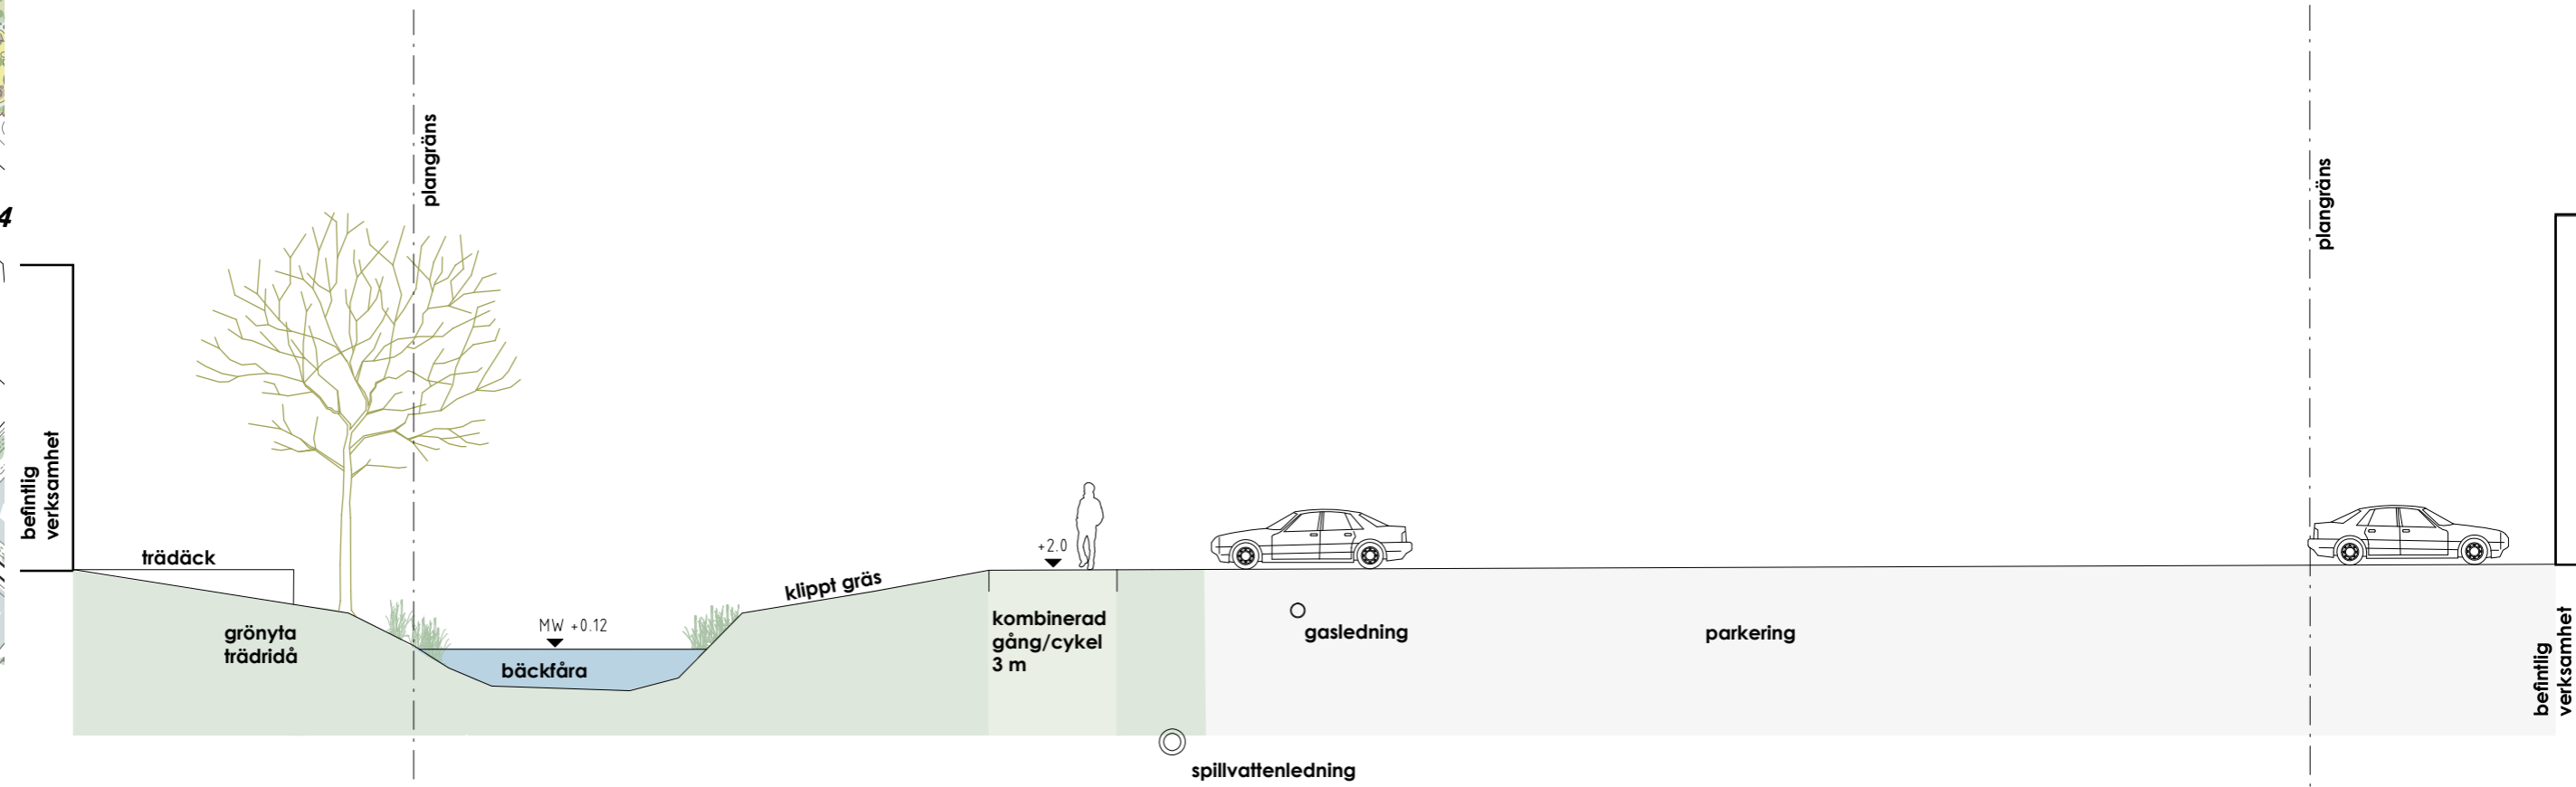 plangräns
plangräns
4
befintlig
verksamhet
trädäck
grönyta
trädridå
MW +0.12
bäckfåra
klippt gräs
+2.0
kombinerad
gång/cykel
3 m
gasledning
parkering
spillvattenledning
befintlig
verksamhet